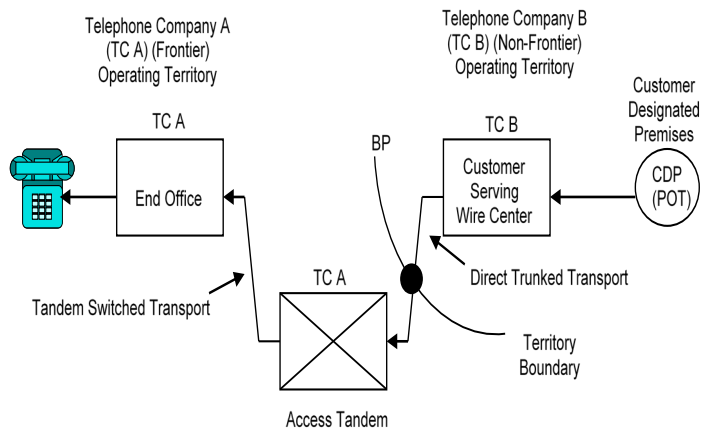 Telephone Company A
(TC A) (Frontier)
Operating Territory
Telephone Company B
(TC B) (Non-Frontier)
Operating Territory
Customer
Designated
Premises
TC A
End Office
BP
TC B
Customer
Serving
Wire Center
CDP
(POT)
Tandem Switched Transport
TC A
Direct Trunked Transport
Territory
Boundary
Access Tandem